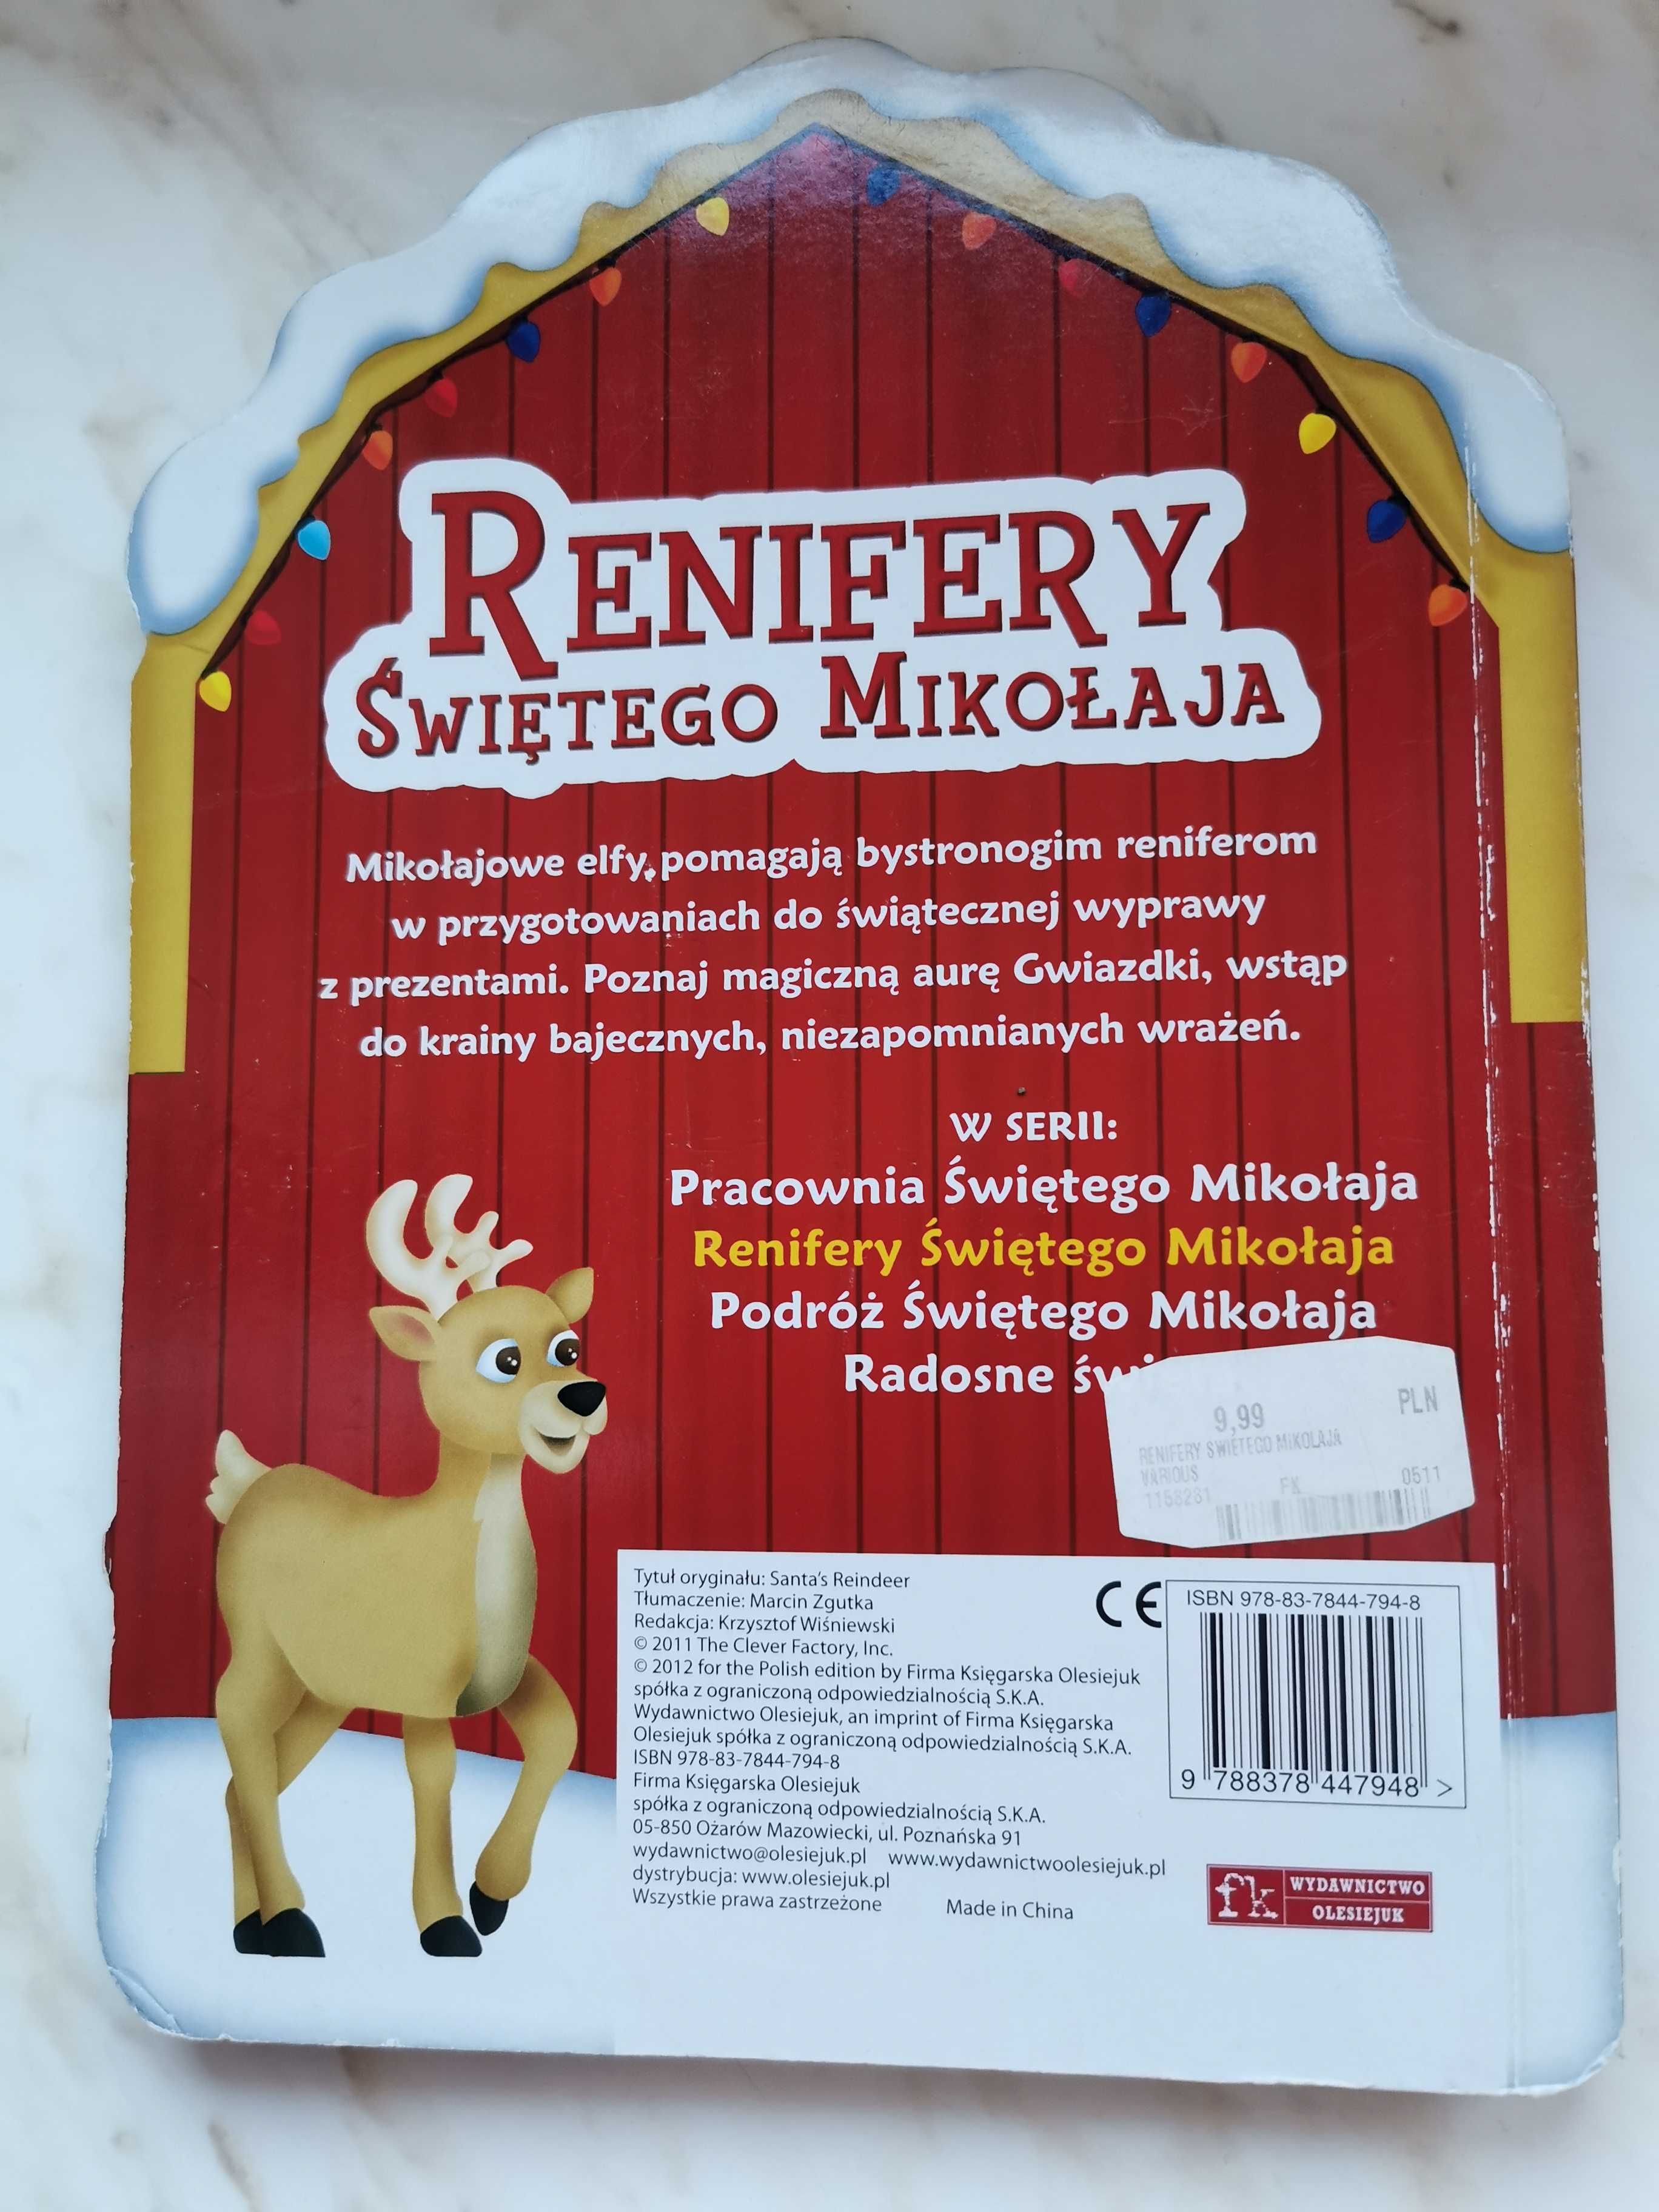 RENIFERY
ŚWIĘTEGO MIKOŁAJA
Mikołajowe elfy pomagają bystronogim reniferom
w przygotowaniach do świątecznej wyprawy
z prezentami. Poznaj magiczną aurę Gwiazdki, wstąp
do krainy bajecznych, niezapomnianych wrażeń.
W SERII:
Pracownia Świętego Mikołaja
Renifery Świętego Mikołaja
Podróż Świętego Mikołaja
Radosne
9,99 PLN
RENIFERY SWIETEGO MIKOLAJA
VARIOUS FK 0511
1158281
Tytuł oryginału: Santa's Reindeer
Tłumaczenie: Marcin Zgutka
Redakcja: Krzysztof Wiśniewski
© 2011 The Clever Factory, Inc.
© 2012 for the Polish edition by Firma Księgarska Olesiejuk
spółka z ograniczoną odpowiedzialnością S.K.A.
Wydawnictwo Olesiejuk, an imprint of Firma Księgarska
Olesiejuk spółka z ograniczoną odpowiedzialnością S.K.A.
ISBN 978-83-7844-794-8
Firma Księgarska Olesiejuk
spółka z ograniczoną odpowiedzialnością S.K.A.
05-850 Ożarów Mazowiecki, ul. Poznańska 91
wydawnictwo@olesiejuk.pl www.wydawnictwoolesiejuk.pl
dystrybucja: www.olesiejuk.pl
Wszystkie prawa zastrzeżone Made in China
CE
ISBN 978-83-7844-794-8
9 788378 447948 >
fk WYDAWNICTWO
OLESIEJUK